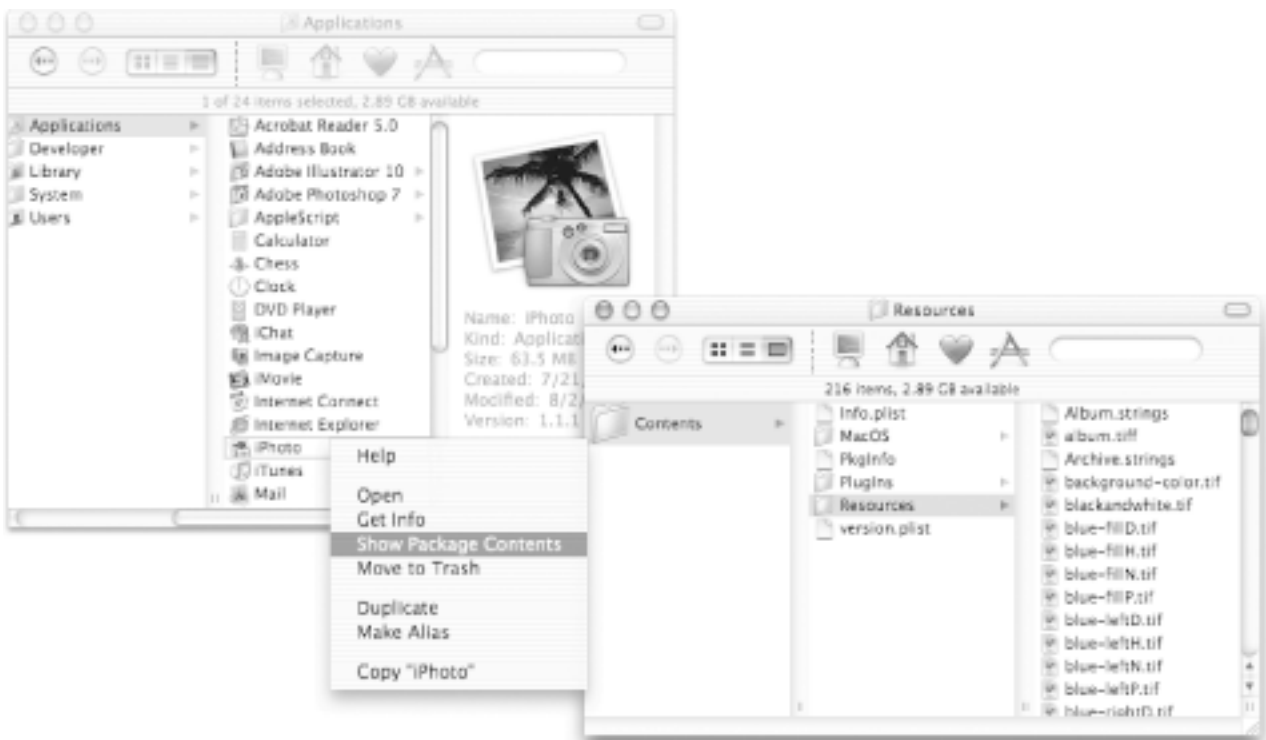 Applications
1 of 24 items selected, 2.89 GB available
Applications
Developer
Library
System
Users
Acrobat Reader 5.0
Address Book
Adobe Illustrator 10
Adobe Photoshop 7
AppleScript
Calculator
Chess
Clock
DVD Player
iChat
Image Capture
iMovie
Internet Connect
Internet Explorer
iPhoto
iTunes
Mail
Name: iPhoto
Kind: Applicati
Size: 63.5 MB
Created: 7/21/
Modified: 8/2/
Version: 1.1.1
Help
Open
Get Info
Show Package Contents
Move to Trash
Duplicate
Make Alias
Copy "iPhoto"
Resources
216 items, 2.89 GB available
Contents
Info.plist
MacOS
PkgInfo
PlugIns
Resources
version.plist
Album.strings
album.tiff
Archive.strings
background-color.tif
blackandwhite.tif
blue-fillD.tif
blue-fillH.tif
blue-fillN.tif
blue-fillP.tif
blue-leftD.tif
blue-leftH.tif
blue-leftN.tif
blue-leftP.tif
blue-rightD.tif